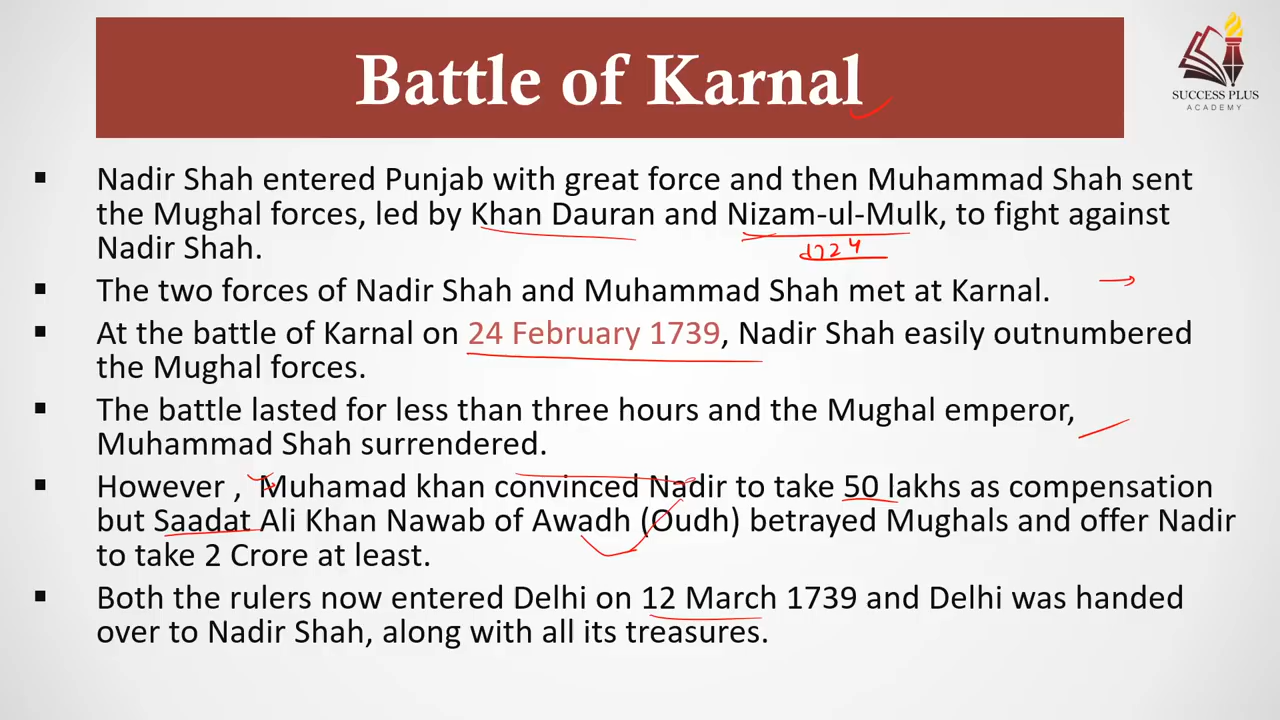 Battle of Karnal
SUCCESS PLUS
ACADEMY
▪ Nadir Shah entered Punjab with great force and then Muhammad Shah sent
the Mughal forces, led by Khan Dauran and Nizam-ul-Mulk, to fight against
Nadir Shah.
1724
▪ The two forces of Nadir Shah and Muhammad Shah met at Karnal.
▪ At the battle of Karnal on 24 February 1739, Nadir Shah easily outnumbered
the Mughal forces.
▪ The battle lasted for less than three hours and the Mughal emperor,
Muhammad Shah surrendered.
▪ However , Muhamad khan convinced Nadir to take 50 lakhs as compensation
but Saadat Ali Khan Nawab of Awadh (Oudh) betrayed Mughals and offer Nadir
to take 2 Crore at least.
▪ Both the rulers now entered Delhi on 12 March 1739 and Delhi was handed
over to Nadir Shah, along with all its treasures.